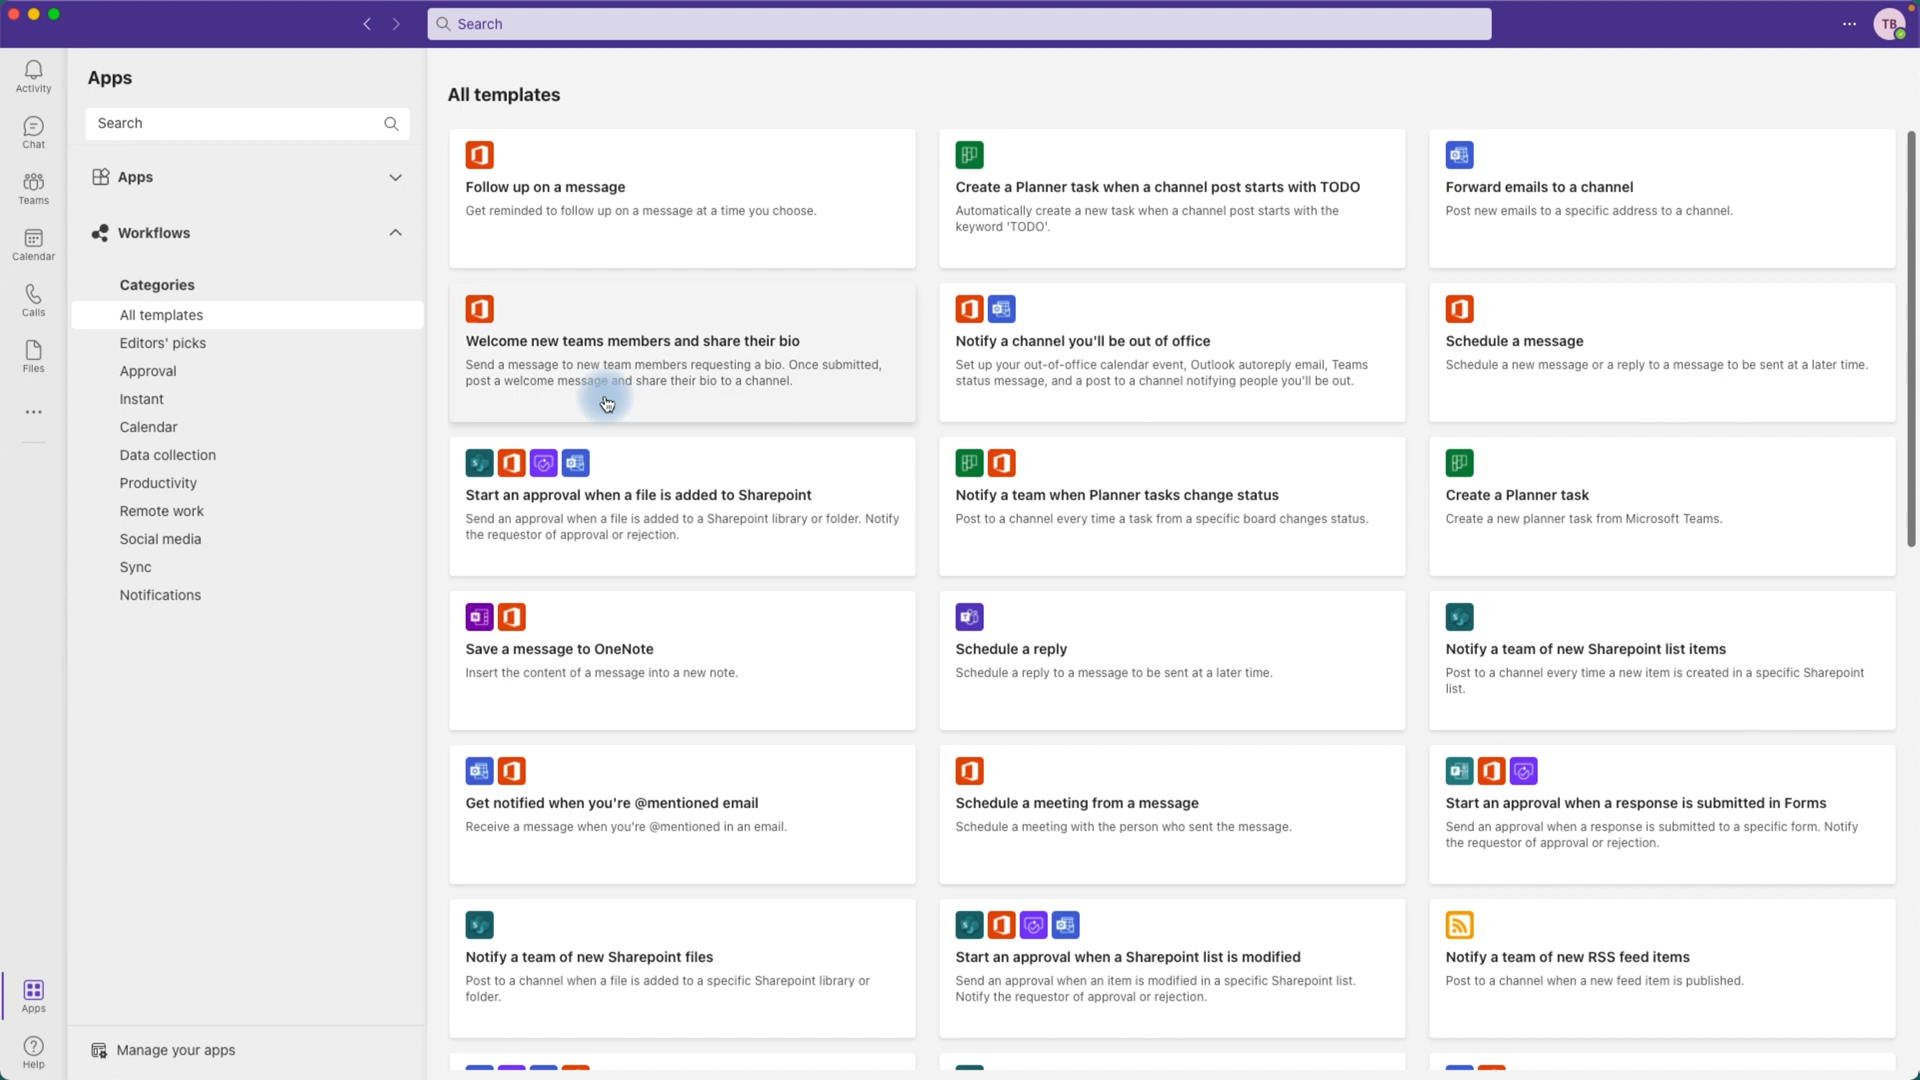 Search
TB
Activity
Chat
Teams
Calendar
Calls
Files
Apps
Help
Apps
Search
Apps
Workflows
Categories
All templates
Editors' picks
Approval
Instant
Calendar
Data collection
Productivity
Remote work
Social media
Sync
Notifications
Manage your apps
All templates
Follow up on a message
Get reminded to follow up on a message at a time you choose.
Create a Planner task when a channel post starts with TODO
Automatically create a new task when a channel post starts with the
keyword 'TODO'.
Forward emails to a channel
Post new emails to a specific address to a channel.
Welcome new teams members and share their bio
Send a message to new team members requesting a bio. Once submitted,
post a welcome message and share their bio to a channel.
Notify a channel you'll be out of office
Set up your out-of-office calendar event, Outlook autoreply email, Teams
status message, and a post to a channel notifying people you'll be out.
Schedule a message
Schedule a new message or a reply to a message to be sent at a later time.
Start an approval when a file is added to Sharepoint
Send an approval when a file is added to a Sharepoint library or folder. Notify
the requestor of approval or rejection.
Notify a team when Planner tasks change status
Post to a channel every time a task from a specific board changes status.
Create a Planner task
Create a new planner task from Microsoft Teams.
Save a message to OneNote
Insert the content of a message into a new note.
Schedule a reply
Schedule a reply to a message to be sent at a later time.
Notify a team of new Sharepoint list items
Post to a channel every time a new item is created in a specific Sharepoint
list.
Get notified when you're @mentioned email
Receive a message when you're @mentioned in an email.
Schedule a meeting from a message
Schedule a meeting with the person who sent the message.
Start an approval when a response is submitted in Forms
Send an approval when a response is submitted to a specific form. Notify
the requestor of approval or rejection.
Notify a team of new Sharepoint files
Post to a channel when a file is added to a specific Sharepoint library or
folder.
Start an approval when a Sharepoint list is modified
Send an approval when an item is modified in a specific Sharepoint list.
Notify the requestor of approval or rejection.
Notify a team of new RSS feed items
Post to a channel when a new feed item is published.